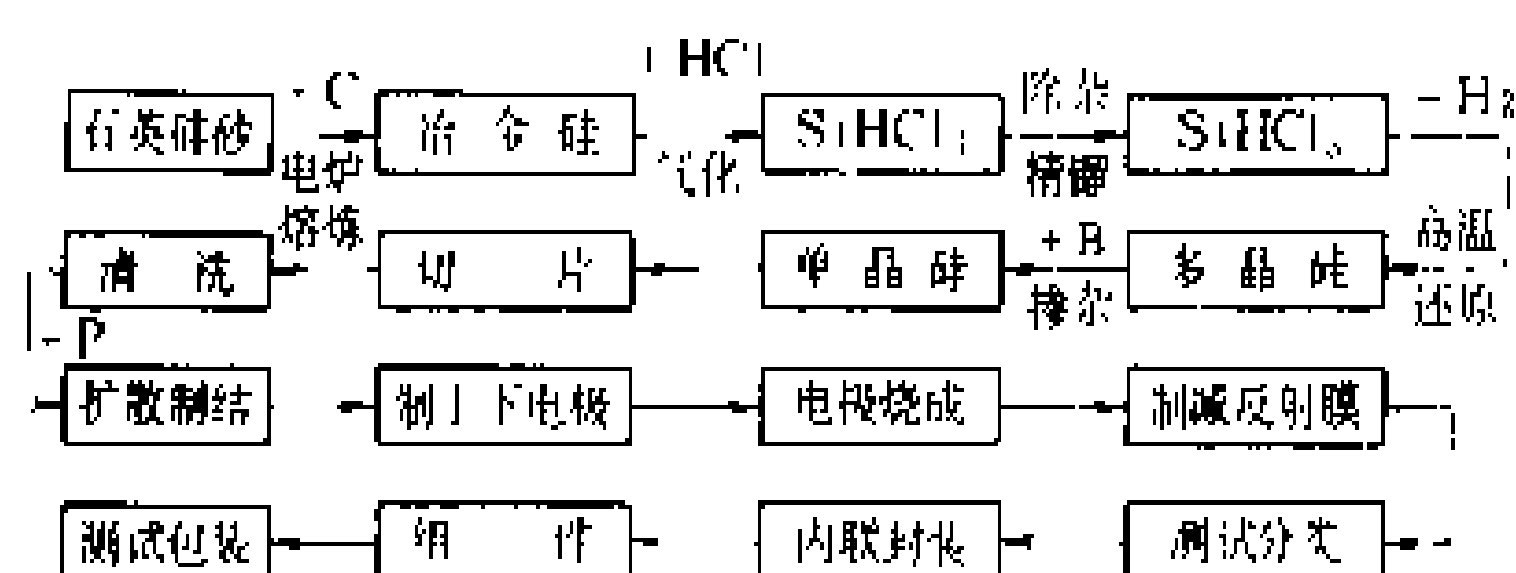 +HCl
+C 除杂 +H2
石英硅砂 冶金硅 SiHCl3 SiHCl3
电炉 气化 精馏
熔炼 +B 高温
清洗 切片 单晶硅 多晶硅
掺杂 还原
+P
扩散制结 制上下电极 电极烧成 制减反射膜
测试包装 组件 内联封装 测试分类